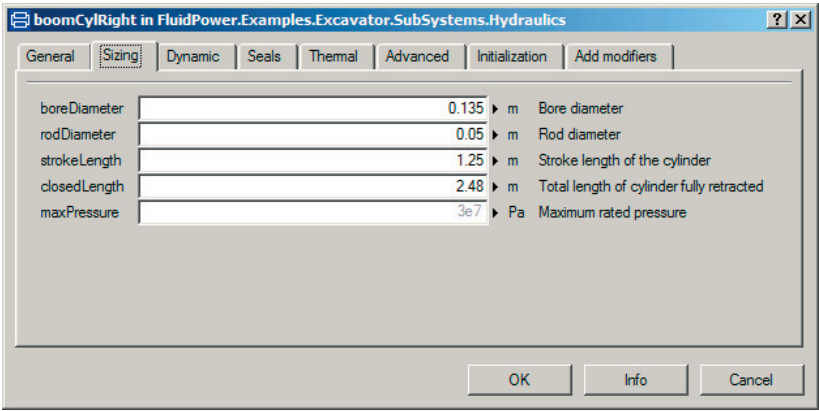 boomCylRight in FluidPower.Examples.Excavator.SubSystems.Hydraulics ? X
General Sizing Dynamic Seals Thermal Advanced Initialization Add modifiers
boreDiameter 0.135 m Bore diameter
rodDiameter 0.05 m Rod diameter
strokeLength 1.25 m Stroke length of the cylinder
closedLength 2.48 m Total length of cylinder fully retracted
maxPressure 3e7 Pa Maximum rated pressure
OK Info Cancel